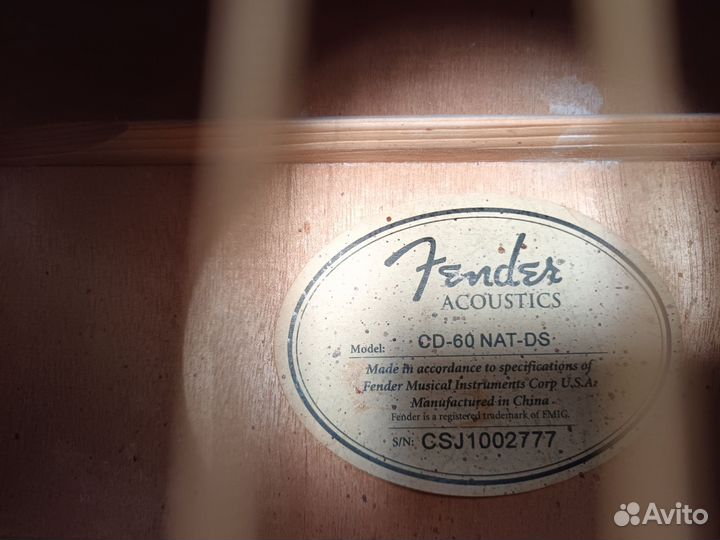 Fender
ACOUSTICS
Model: CD-60 NAT-DS
Made in accordance to specifications of
Fender Musical Instruments Corp U.S.A.
Manufactured in China
Fender is a registered trademark of FMIC.
S/N: CSJ1002777
Avito